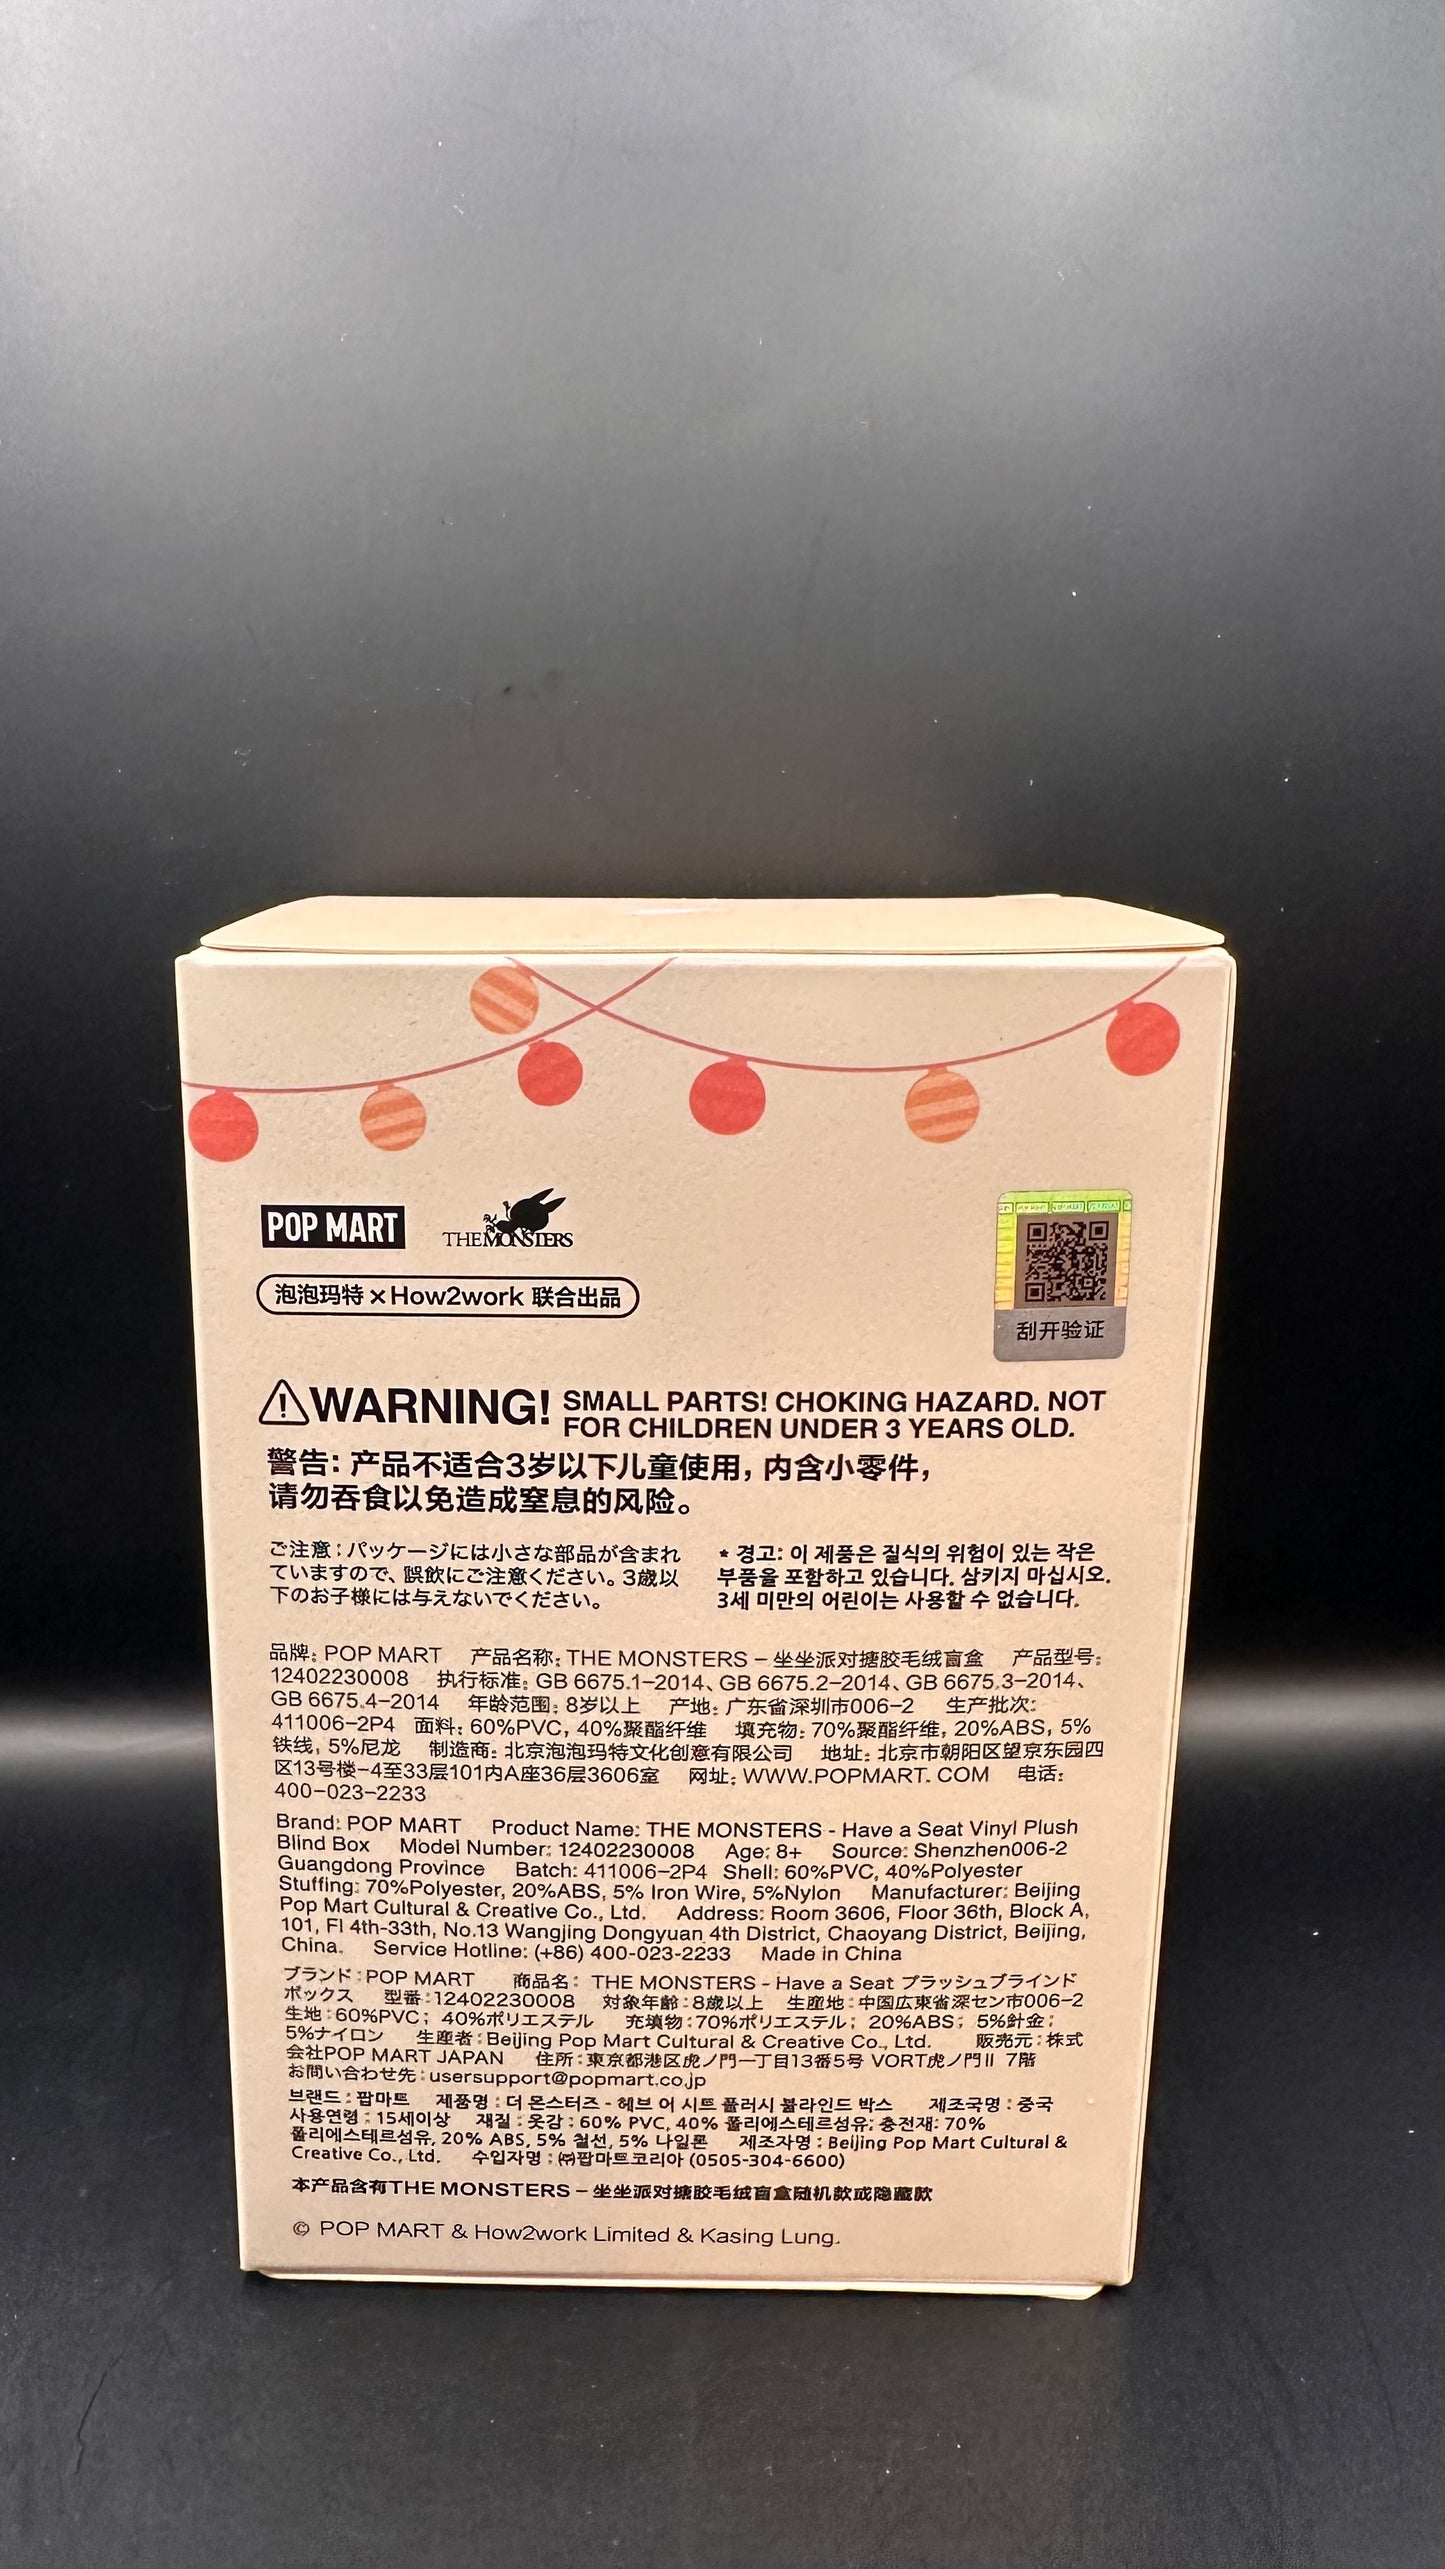 POP MART
THE MONSTERS
泡泡玛特×How2work 联合出品
刮开验证
WARNING! SMALL PARTS! CHOKING HAZARD. NOT
FOR CHILDREN UNDER 3 YEARS OLD.
警告: 产品不适合3岁以下儿童使用, 内含小零件,
请勿吞食以免造成窒息的风险。
ご注意：パッケージには小さな部品が含まれ
ていますので、誤飲にご注意ください。3歳以
下のお子様には与えないでください。
* 경고: 이 제품은 질식의 위험이 있는 작은
부품을 포함하고 있습니다. 삼키지 마십시오.
3세 미만의 어린이는 사용할 수 없습니다.
品牌: POP MART 产品名称: THE MONSTERS – 坐坐派对搪胶毛绒盲盒 产品型号:
12402230008 执行标准: GB 6675.1–2014、GB 6675.2–2014、GB 6675.3–2014、
GB 6675.4–2014 年龄范围: 8岁以上 产地: 广东省深圳市006–2 生产批次:
411006–2P4 面料: 60%PVC, 40%聚酯纤维 填充物: 70%聚酯纤维, 20%ABS, 5%
铁线, 5%尼龙 制造商: 北京泡泡玛特文化创意有限公司 地址: 北京市朝阳区望京东园四
区13号楼–4至33层101内A座36层3606室 网址: WWW.POPMART. COM 电话:
400–023–2233
Brand: POP MART Product Name: THE MONSTERS - Have a Seat Vinyl Plush
Blind Box Model Number: 12402230008 Age: 8+ Source: Shenzhen006-2
Guangdong Province Batch: 411006–2P4 Shell: 60%PVC, 40%Polyester
Stuffing: 70%Polyester, 20%ABS, 5% Iron Wire, 5%Nylon Manufacturer: Beijing
Pop Mart Cultural & Creative Co., Ltd. Address: Room 3606, Floor 36th, Block A,
101, Fl 4th-33th, No.13 Wangjing Dongyuan 4th District, Chaoyang District, Beijing,
China. Service Hotline: (+86) 400-023-2233 Made in China
ブランド：POP MART 商品名： THE MONSTERS - Have a Seat プラッシュブラインド
ボックス 型番：12402230008 対象年齢：8歳以上 生産地：中国広東省深セン市006–2
生地：60%PVC； 40%ポリエステル 充填物：70%ポリエステル； 20%ABS； 5%針金；
5%ナイロン 生産者：Beijing Pop Mart Cultural & Creative Co., Ltd. 販売元：株式
会社POP MART JAPAN 住所：東京都港区虎ノ門一丁目13番5号 VORT虎ノ門Ⅱ 7階
お問い合わせ先：usersupport@popmart.co.jp
브랜드 : 팝마트 제품명 : 더 몬스터즈 - 헤브 어 시트 플러시 블라인드 박스 제조국명 : 중국
사용연령 : 15세이상 재질 : 옷감 : 60% PVC, 40% 폴리에스테르섬유; 충전재: 70%
폴리에스테르섬유, 20% ABS, 5% 철선, 5% 나일론 제조자명 : Beijing Pop Mart Cultural &
Creative Co., Ltd. 수입자명 : ㈜팝마트코리아 (0505-304-6600)
本产品含有THE MONSTERS – 坐坐派对搪胶毛绒盲盒随机款或隐藏款
© POP MART & How2work Limited & Kasing Lung.